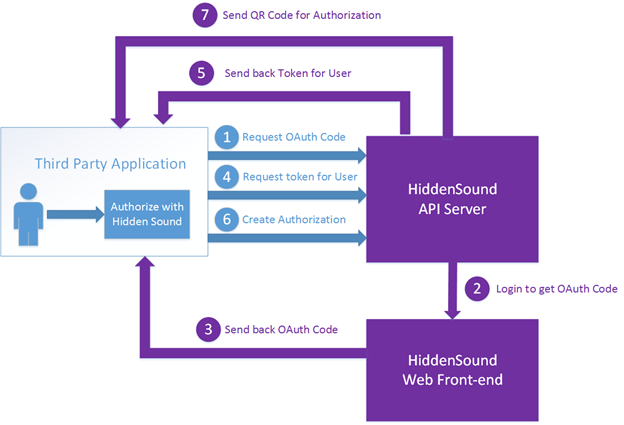 7 Send QR Code for Authorization
5 Send back Token for User
1 Request OAuth Code
Third Party Application
4 Request token for User
HiddenSound
API Server
Authorize with
Hidden Sound
6 Create Authorization
2 Login to get OAuth Code
3 Send back OAuth Code
HiddenSound
Web Front-end